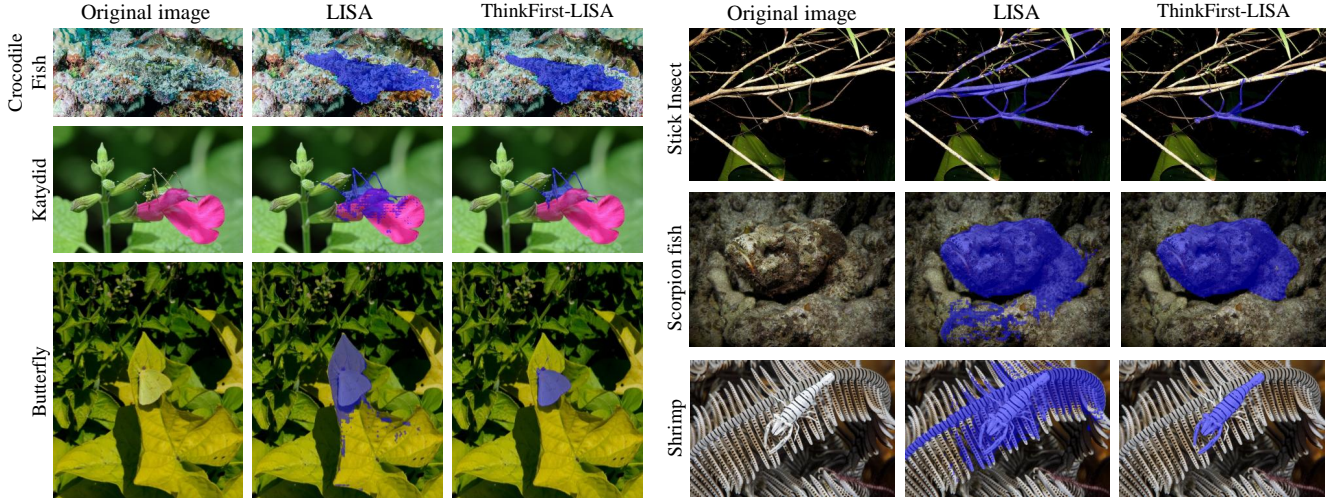 Original image
LISA
ThinkFirst-LISA
Crocodile
Fish
Katydid
Butterfly
Original image
LISA
ThinkFirst-LISA
Stick Insect
Scorpion fish
Shrimp